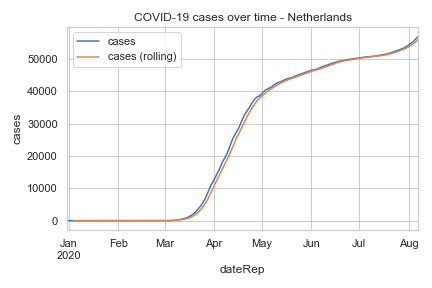 COVID-19 cases over time - Netherlands
cases
cases (rolling)
50000
40000
30000
20000
10000
0
cases
Jan Feb Mar Apr May Jun Jul Aug
2020
dateRep